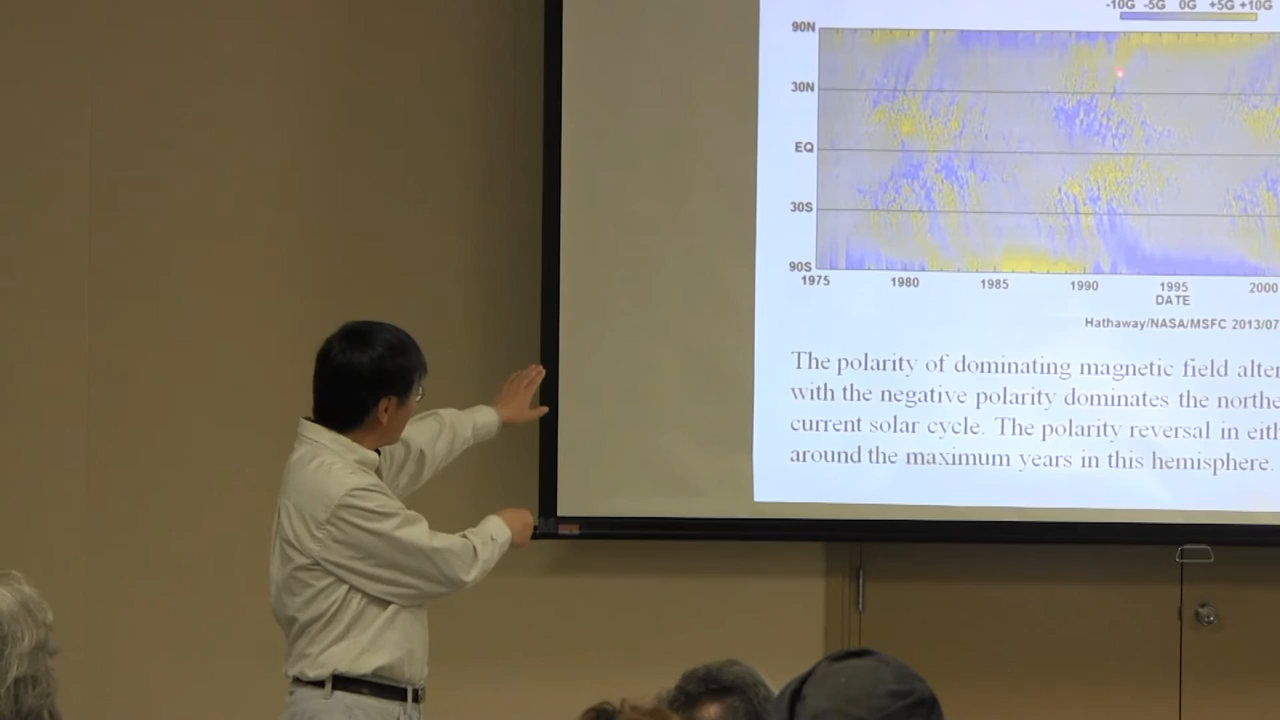 -10G -5G 0G +5G +10G
90N
30N
EQ
30S
90S
1975 1980 1985 1990 1995 2000
DATE
Hathaway/NASA/MSFC 2013/07
The polarity of dominating magnetic field alter
with the negative polarity dominates the northe
current solar cycle. The polarity reversal in eith
around the maximum years in this hemisphere.